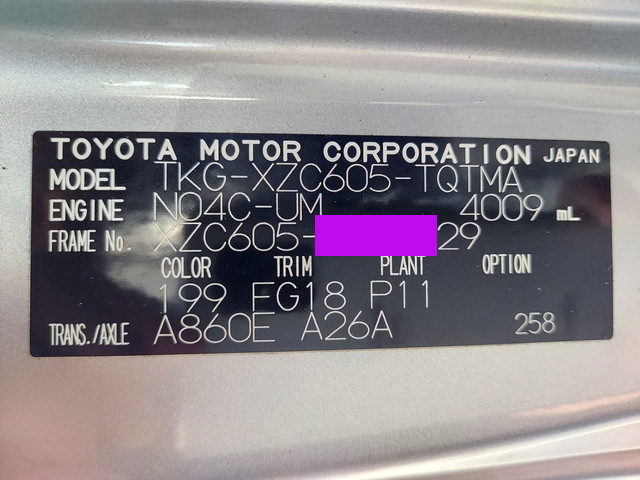 TOYOTA MOTOR CORPORATION JAPAN
MODEL TKG-XZC605-TQTMA
ENGINE N04C-UM 4009 mL
FRAME No. XZC605- 29
COLOR TRIM PLANT OPTION
199 FG18 P11
TRANS./AXLE A860E A26A 258